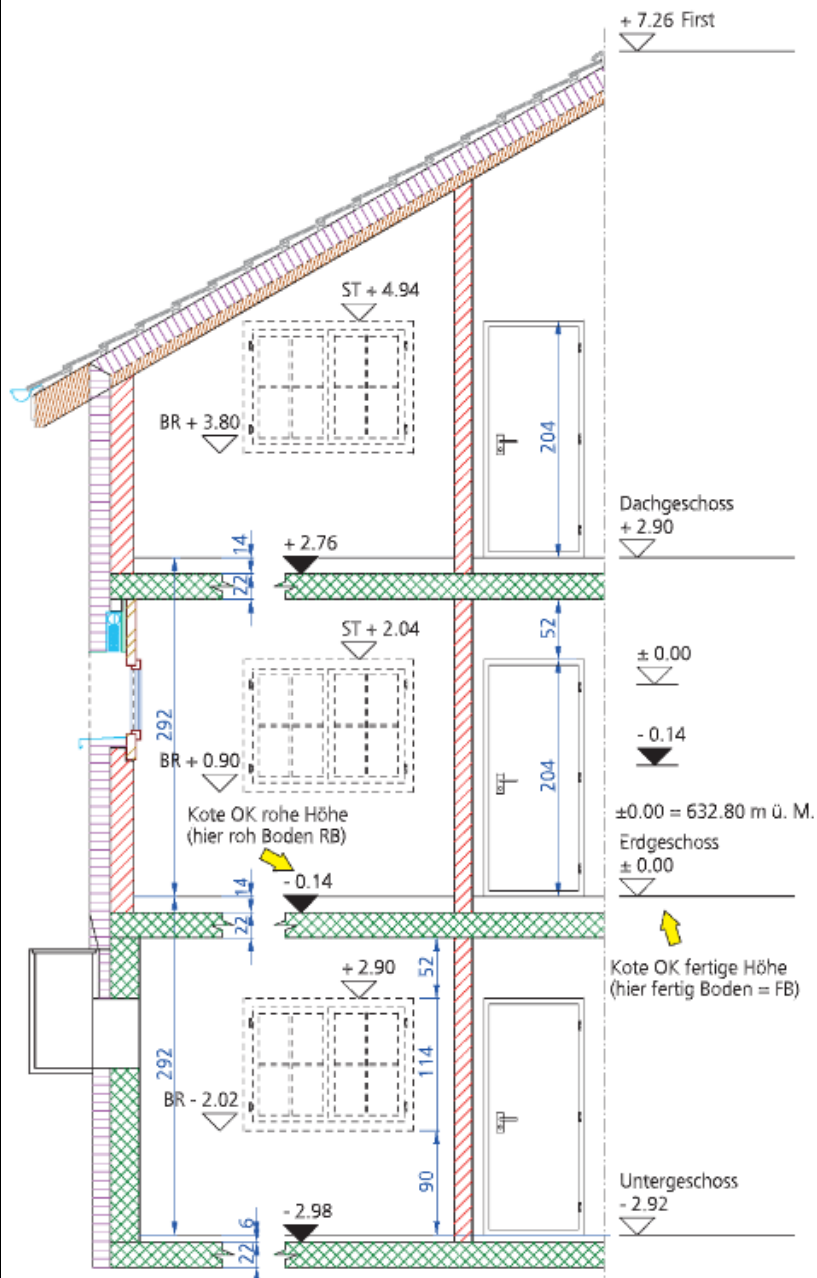 + 7.26 First
ST + 4.94
BR + 3.80
204
Dachgeschoss
+ 2.90
+ 2.76
14
22
52
ST + 2.04
± 0.00
- 0.14
292
BR + 0.90
204
Kote OK rohe Höhe
(hier roh Boden RB)
±0.00 = 632.80 m ü. M.
Erdgeschoss
± 0.00
- 0.14
14
22
Kote OK fertige Höhe
(hier fertig Boden = FB)
52
+ 2.90
292
114
BR - 2.02
90
Untergeschoss
- 2.92
- 2.98
6
22